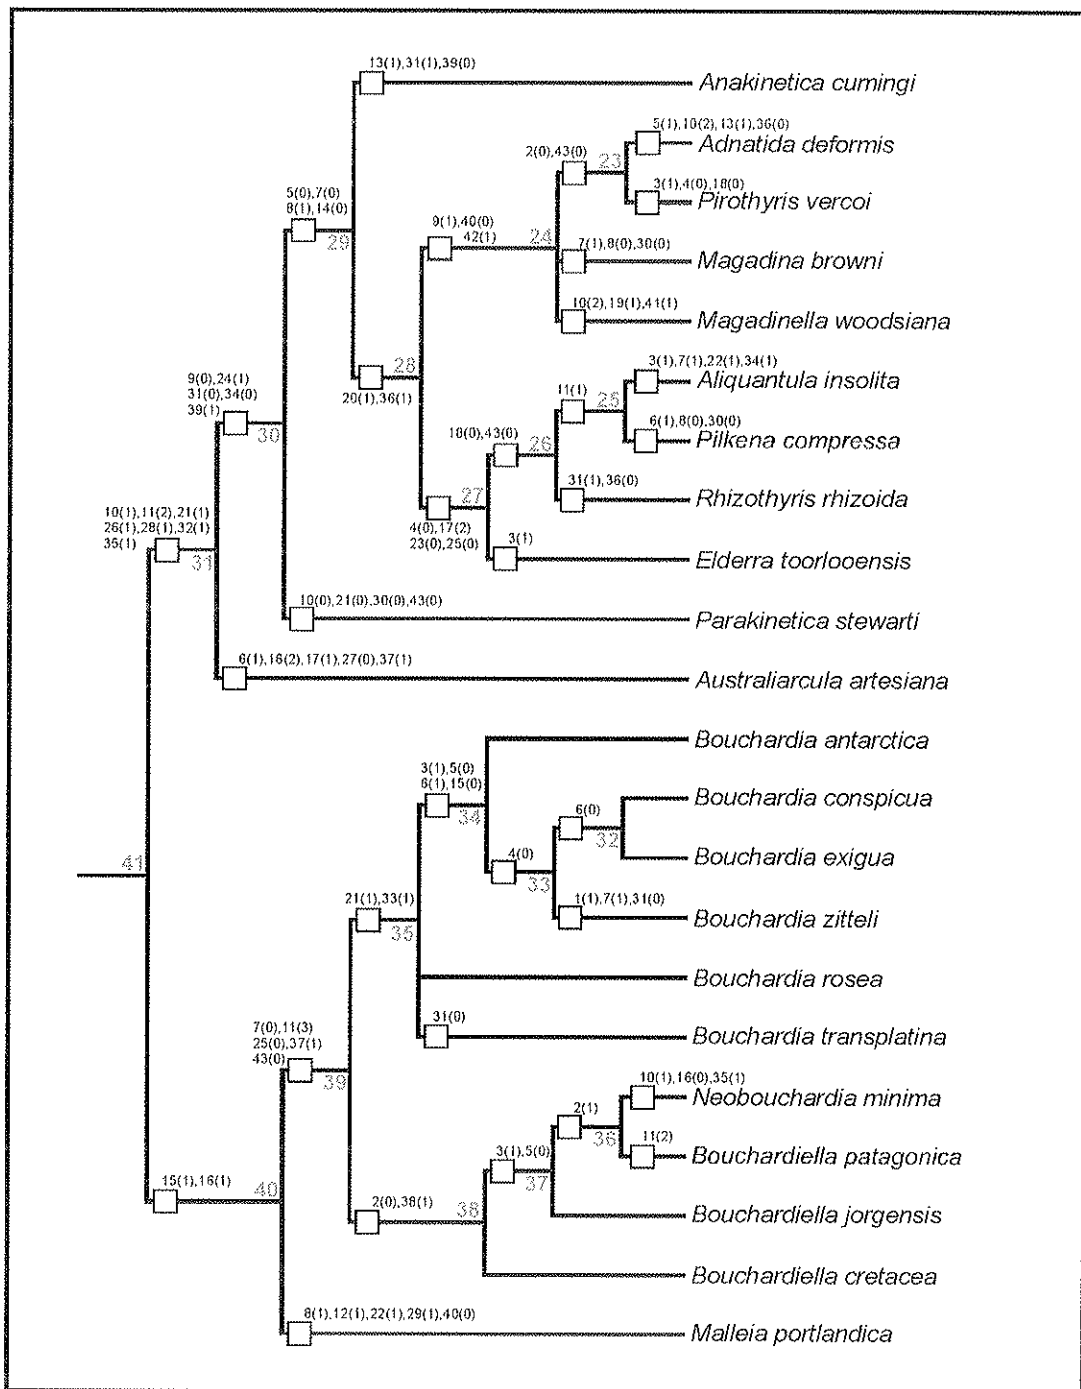 13(1),31(1),39(0)
Anakinetica cumingi
5(1),10(2),13(1),36(0)
Adnatida deformis
2(0),43(0)
23
3(1),4(0),18(0)
Pirothyris vercoi
5(0),7(0)
8(1),14(0)
29
9(1),40(0)
42(1)
24
7(1),8(0),30(0)
Magadina browni
10(2),19(1),41(1)
Magadinella woodsiana
28
20(1),36(1)
3(1),7(1),22(1),34(1)
Aliquantula insolita
9(0),24(1)
31(0),34(0)
39(1)
30
11(1)
25
6(1),8(0),30(0)
Pilkena compressa
18(0),43(0)
26
31(1),36(0)
Rhizothyris rhizoida
27
4(0),17(2)
23(0),25(0)
10(1),11(2),21(1)
26(1),28(1),32(1)
35(1)
31
3(1)
Elderra toorlooensis
10(0),21(0),30(0),43(0)
Parakinetica stewarti
6(1),16(2),17(1),27(0),37(1)
Australiarcula artesiana
Bouchardia antarctica
3(1),5(0)
6(1),15(0)
34
Bouchardia conspicua
6(0)
32
41
4(0)
33
Bouchardia exigua
1(1),7(1),31(0)
Bouchardia zitteli
21(1),33(1)
35
Bouchardia rosea
31(0)
Bouchardia transplatina
7(0),11(3)
25(0),37(1)
43(0)
39
10(1),16(0),35(1)
Neobouchardia minima
2(1)
36
11(2)
Bouchardiella patagonica
3(1),5(0)
37
15(1),16(1)
40
2(0),38(1)
38
Bouchardiella jorgensis
Bouchardiella cretacea
8(1),12(1),22(1),29(1),40(0)
Malleia portlandica